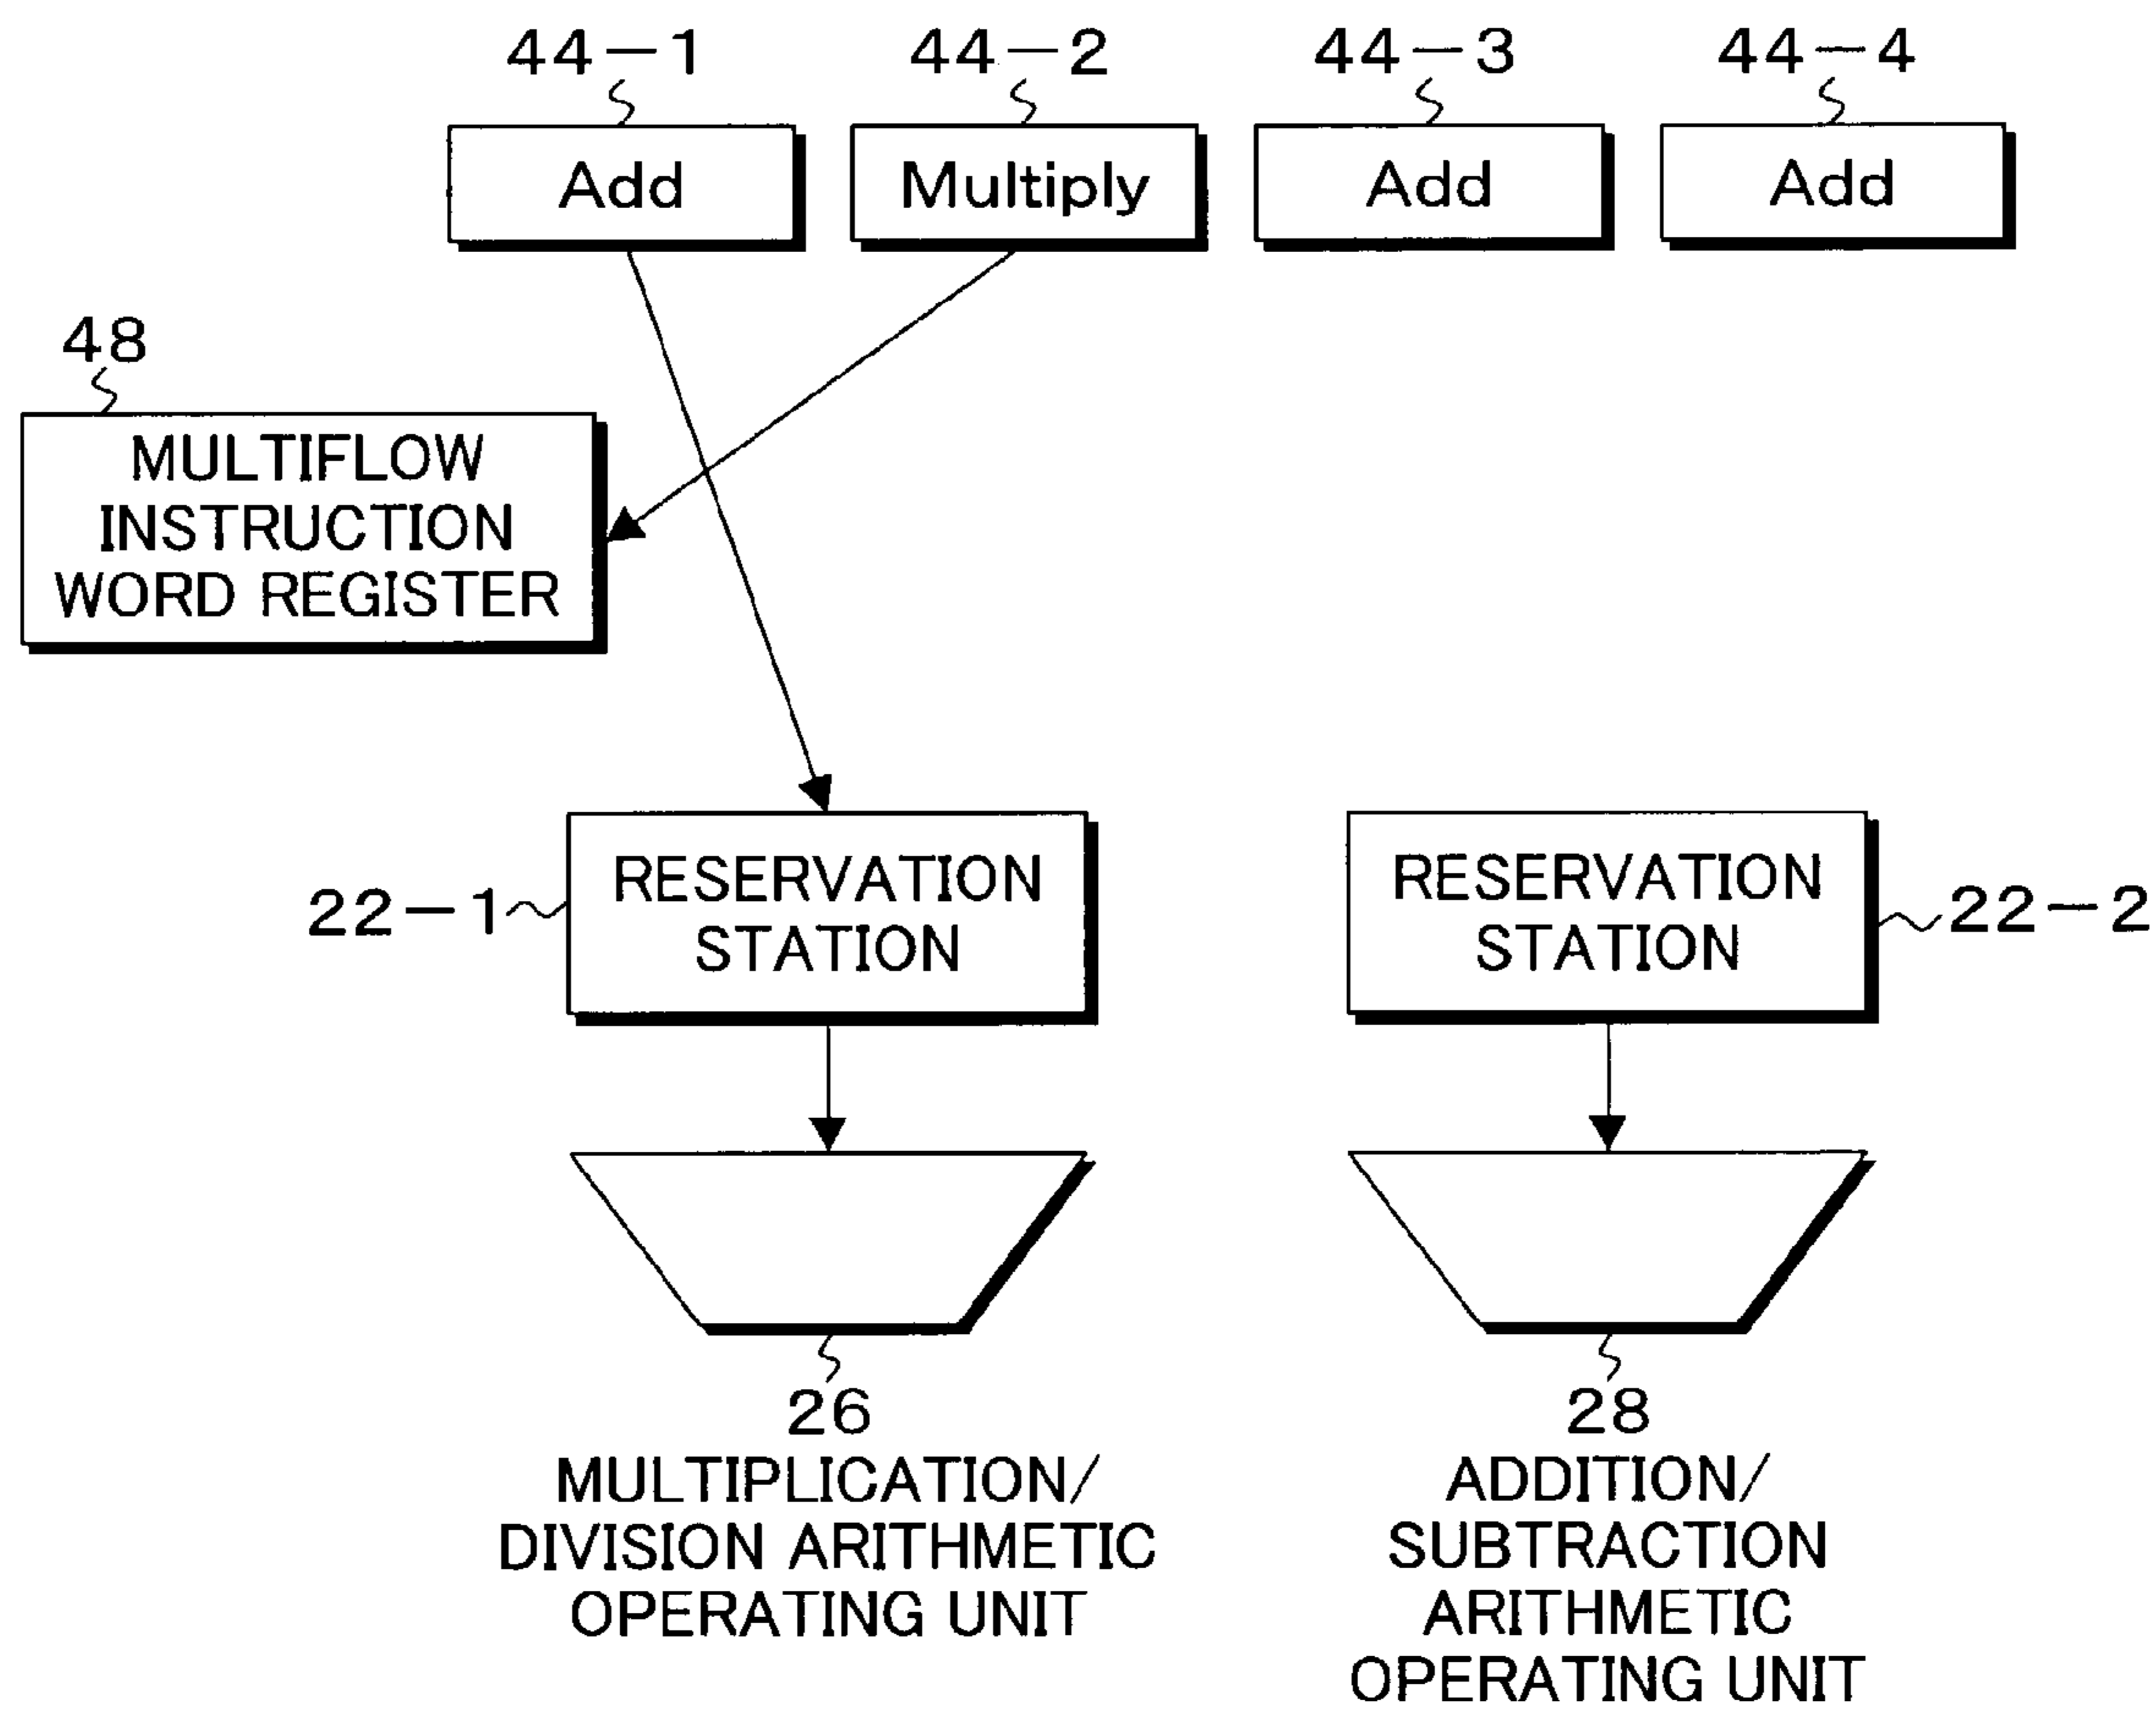 44-1 44-2 44-3 44-4
Add Multiply Add Add
48
MULTIFLOW
INSTRUCTION
WORD REGISTER
22-1
RESERVATION
STATION
RESERVATION
STATION
22-2
26
MULTIPLICATION/
DIVISION ARITHMETIC
OPERATING UNIT
28
ADDITION/
SUBTRACTION
ARITHMETIC
OPERATING UNIT